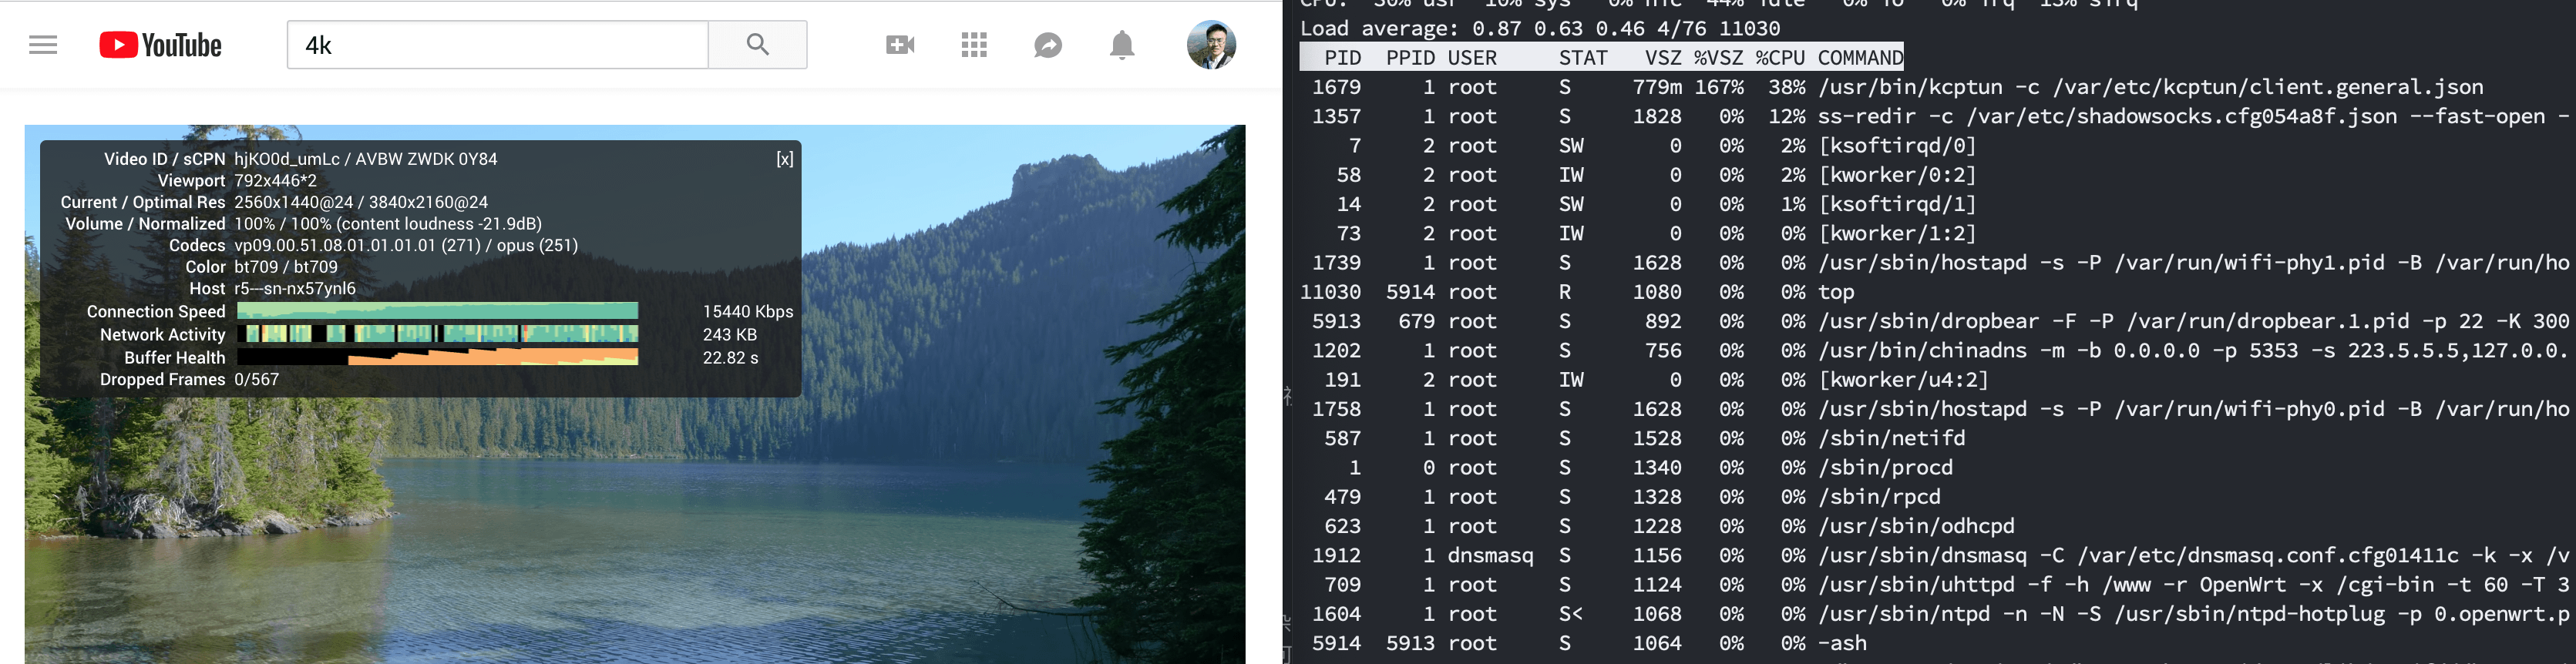 YouTube
4k
Video ID / sCPN hjKO0d_umLc / AVBW ZWDK 0Y84 [x]
Viewport 792x446*2
Current / Optimal Res 2560x1440@24 / 3840x2160@24
Volume / Normalized 100% / 100% (content loudness -21.9dB)
Codecs vp09.00.51.08.01.01.01.01 (271) / opus (251)
Color bt709 / bt709
Host r5---sn-nx57ynl6
Connection Speed 15440 Kbps
Network Activity 243 KB
Buffer Health 22.82 s
Dropped Frames 0/567
CPU: 30% usr 10% sys 0% nic 44% idle 0% io 0% irq 13% sirq
Load average: 0.87 0.63 0.46 4/76 11030
PID PPID USER STAT VSZ %VSZ %CPU COMMAND
1679 1 root S 779m 167% 38% /usr/bin/kcptun -c /var/etc/kcptun/client.general.json
1357 1 root S 1828 0% 12% ss-redir -c /var/etc/shadowsocks.cfg054a8f.json --fast-open -
7 2 root SW 0 0% 2% [ksoftirqd/0]
58 2 root IW 0 0% 2% [kworker/0:2]
14 2 root SW 0 0% 1% [ksoftirqd/1]
73 2 root IW 0 0% 0% [kworker/1:2]
1739 1 root S 1628 0% 0% /usr/sbin/hostapd -s -P /var/run/wifi-phy1.pid -B /var/run/ho
11030 5914 root R 1080 0% 0% top
5913 679 root S 892 0% 0% /usr/sbin/dropbear -F -P /var/run/dropbear.1.pid -p 22 -K 300
1202 1 root S 756 0% 0% /usr/bin/chinadns -m -b 0.0.0.0 -p 5353 -s 223.5.5.5,127.0.0.
191 2 root IW 0 0% 0% [kworker/u4:2]
1758 1 root S 1628 0% 0% /usr/sbin/hostapd -s -P /var/run/wifi-phy0.pid -B /var/run/ho
587 1 root S 1528 0% 0% /sbin/netifd
1 0 root S 1340 0% 0% /sbin/procd
479 1 root S 1328 0% 0% /sbin/rpcd
623 1 root S 1228 0% 0% /usr/sbin/odhcpd
1912 1 dnsmasq S 1156 0% 0% /usr/sbin/dnsmasq -C /var/etc/dnsmasq.conf.cfg01411c -k -x /v
709 1 root S 1124 0% 0% /usr/sbin/uhttpd -f -h /www -r OpenWrt -x /cgi-bin -t 60 -T 3
1604 1 root S< 1068 0% 0% /usr/sbin/ntpd -n -N -S /usr/sbin/ntpd-hotplug -p 0.openwrt.p
5914 5913 root S 1064 0% 0% -ash